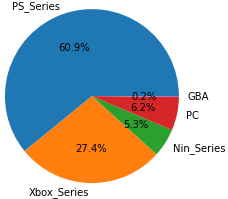 PS_Series
60.9%
0.2%
GBA
6.2%
PC
5.3%
Nin_Series
27.4%
Xbox_Series